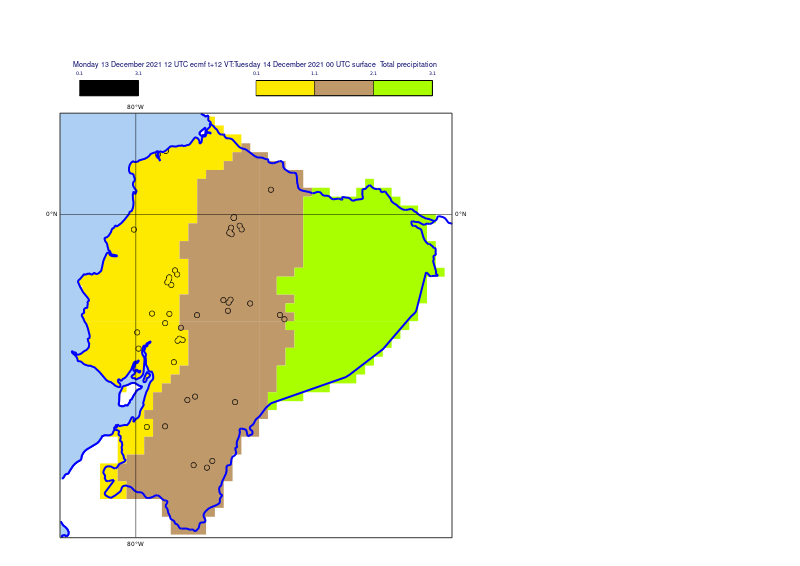 Monday 13 December 2021 12 UTC ecmf t+12 VT:Tuesday 14 December 2021 00 UTC surface Total precipitation
0.1 3.1 0.1 1.1 2.1 3.1
80°W
0°N 0°N
80°W